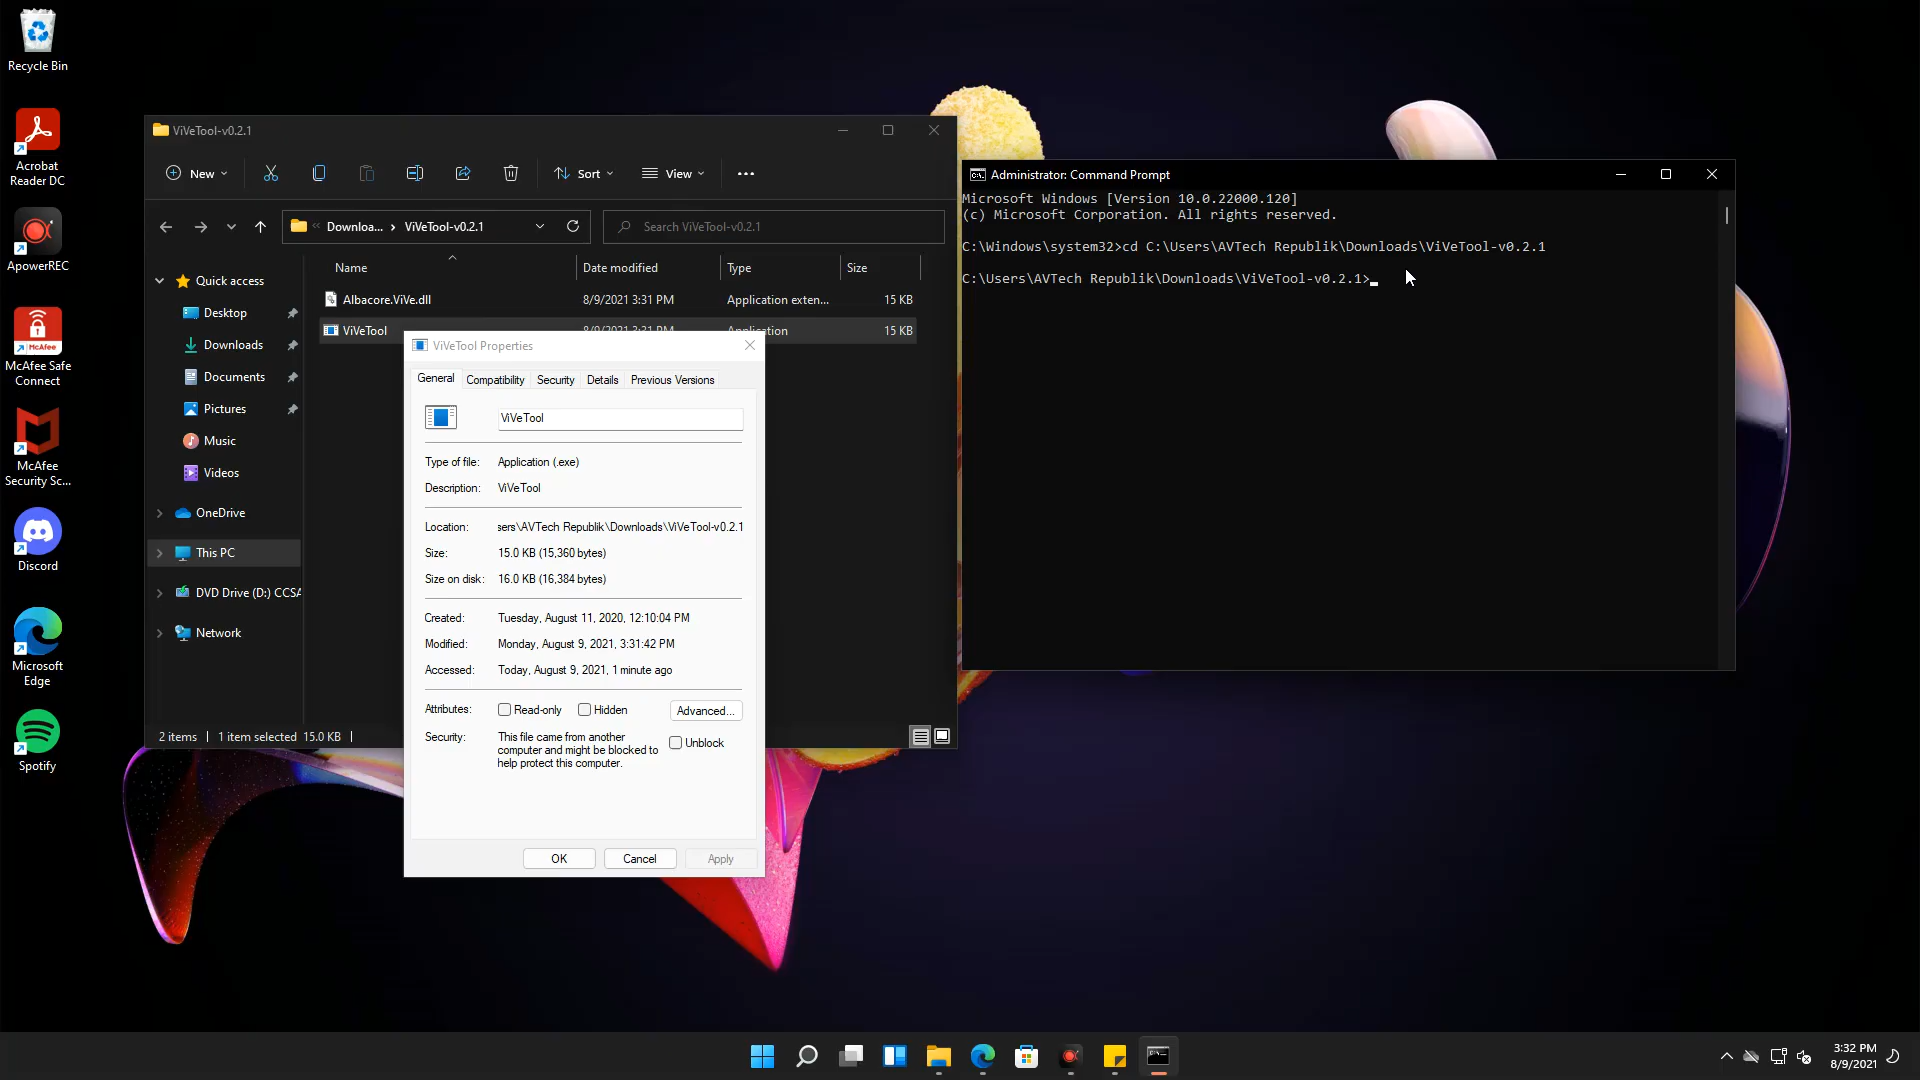 Recycle Bin
Acrobat
Reader DC
ApowerREC
McAfee
McAfee Safe
Connect
McAfee
Security Sc...
Discord
Microsoft
Edge
Spotify
ViVeTool-v0.2.1
New
Sort
View
Downloa... › ViVeTool-v0.2.1
Search ViVeTool-v0.2.1
Quick access
Desktop
Downloads
Documents
Pictures
Music
Videos
OneDrive
This PC
DVD Drive (D:) CCSA
Network
Name Date modified Type Size
Albacore.ViVe.dll 8/9/2021 3:31 PM Application exten... 15 KB
ViVeTool 8/9/2021 3:31 PM Application 15 KB
2 items 1 item selected 15.0 KB
ViVeTool Properties
General Compatibility Security Details Previous Versions
ViVeTool
Type of file: Application (.exe)
Description: ViVeTool
Location: sers\AVTech Republik\Downloads\ViVeTool-v0.2.1
Size: 15.0 KB (15,360 bytes)
Size on disk: 16.0 KB (16,384 bytes)
Created: Tuesday, August 11, 2020, 12:10:04 PM
Modified: Monday, August 9, 2021, 3:31:42 PM
Accessed: Today, August 9, 2021, 1 minute ago
Attributes: Read-only Hidden Advanced...
Security: This file came from another
computer and might be blocked to
help protect this computer.
Unblock
OK Cancel Apply
Administrator: Command Prompt
Microsoft Windows [Version 10.0.22000.120]
(c) Microsoft Corporation. All rights reserved.
C:\Windows\system32>cd C:\Users\AVTech Republik\Downloads\ViVeTool-v0.2.1
C:\Users\AVTech Republik\Downloads\ViVeTool-v0.2.1>
3:32 PM
8/9/2021